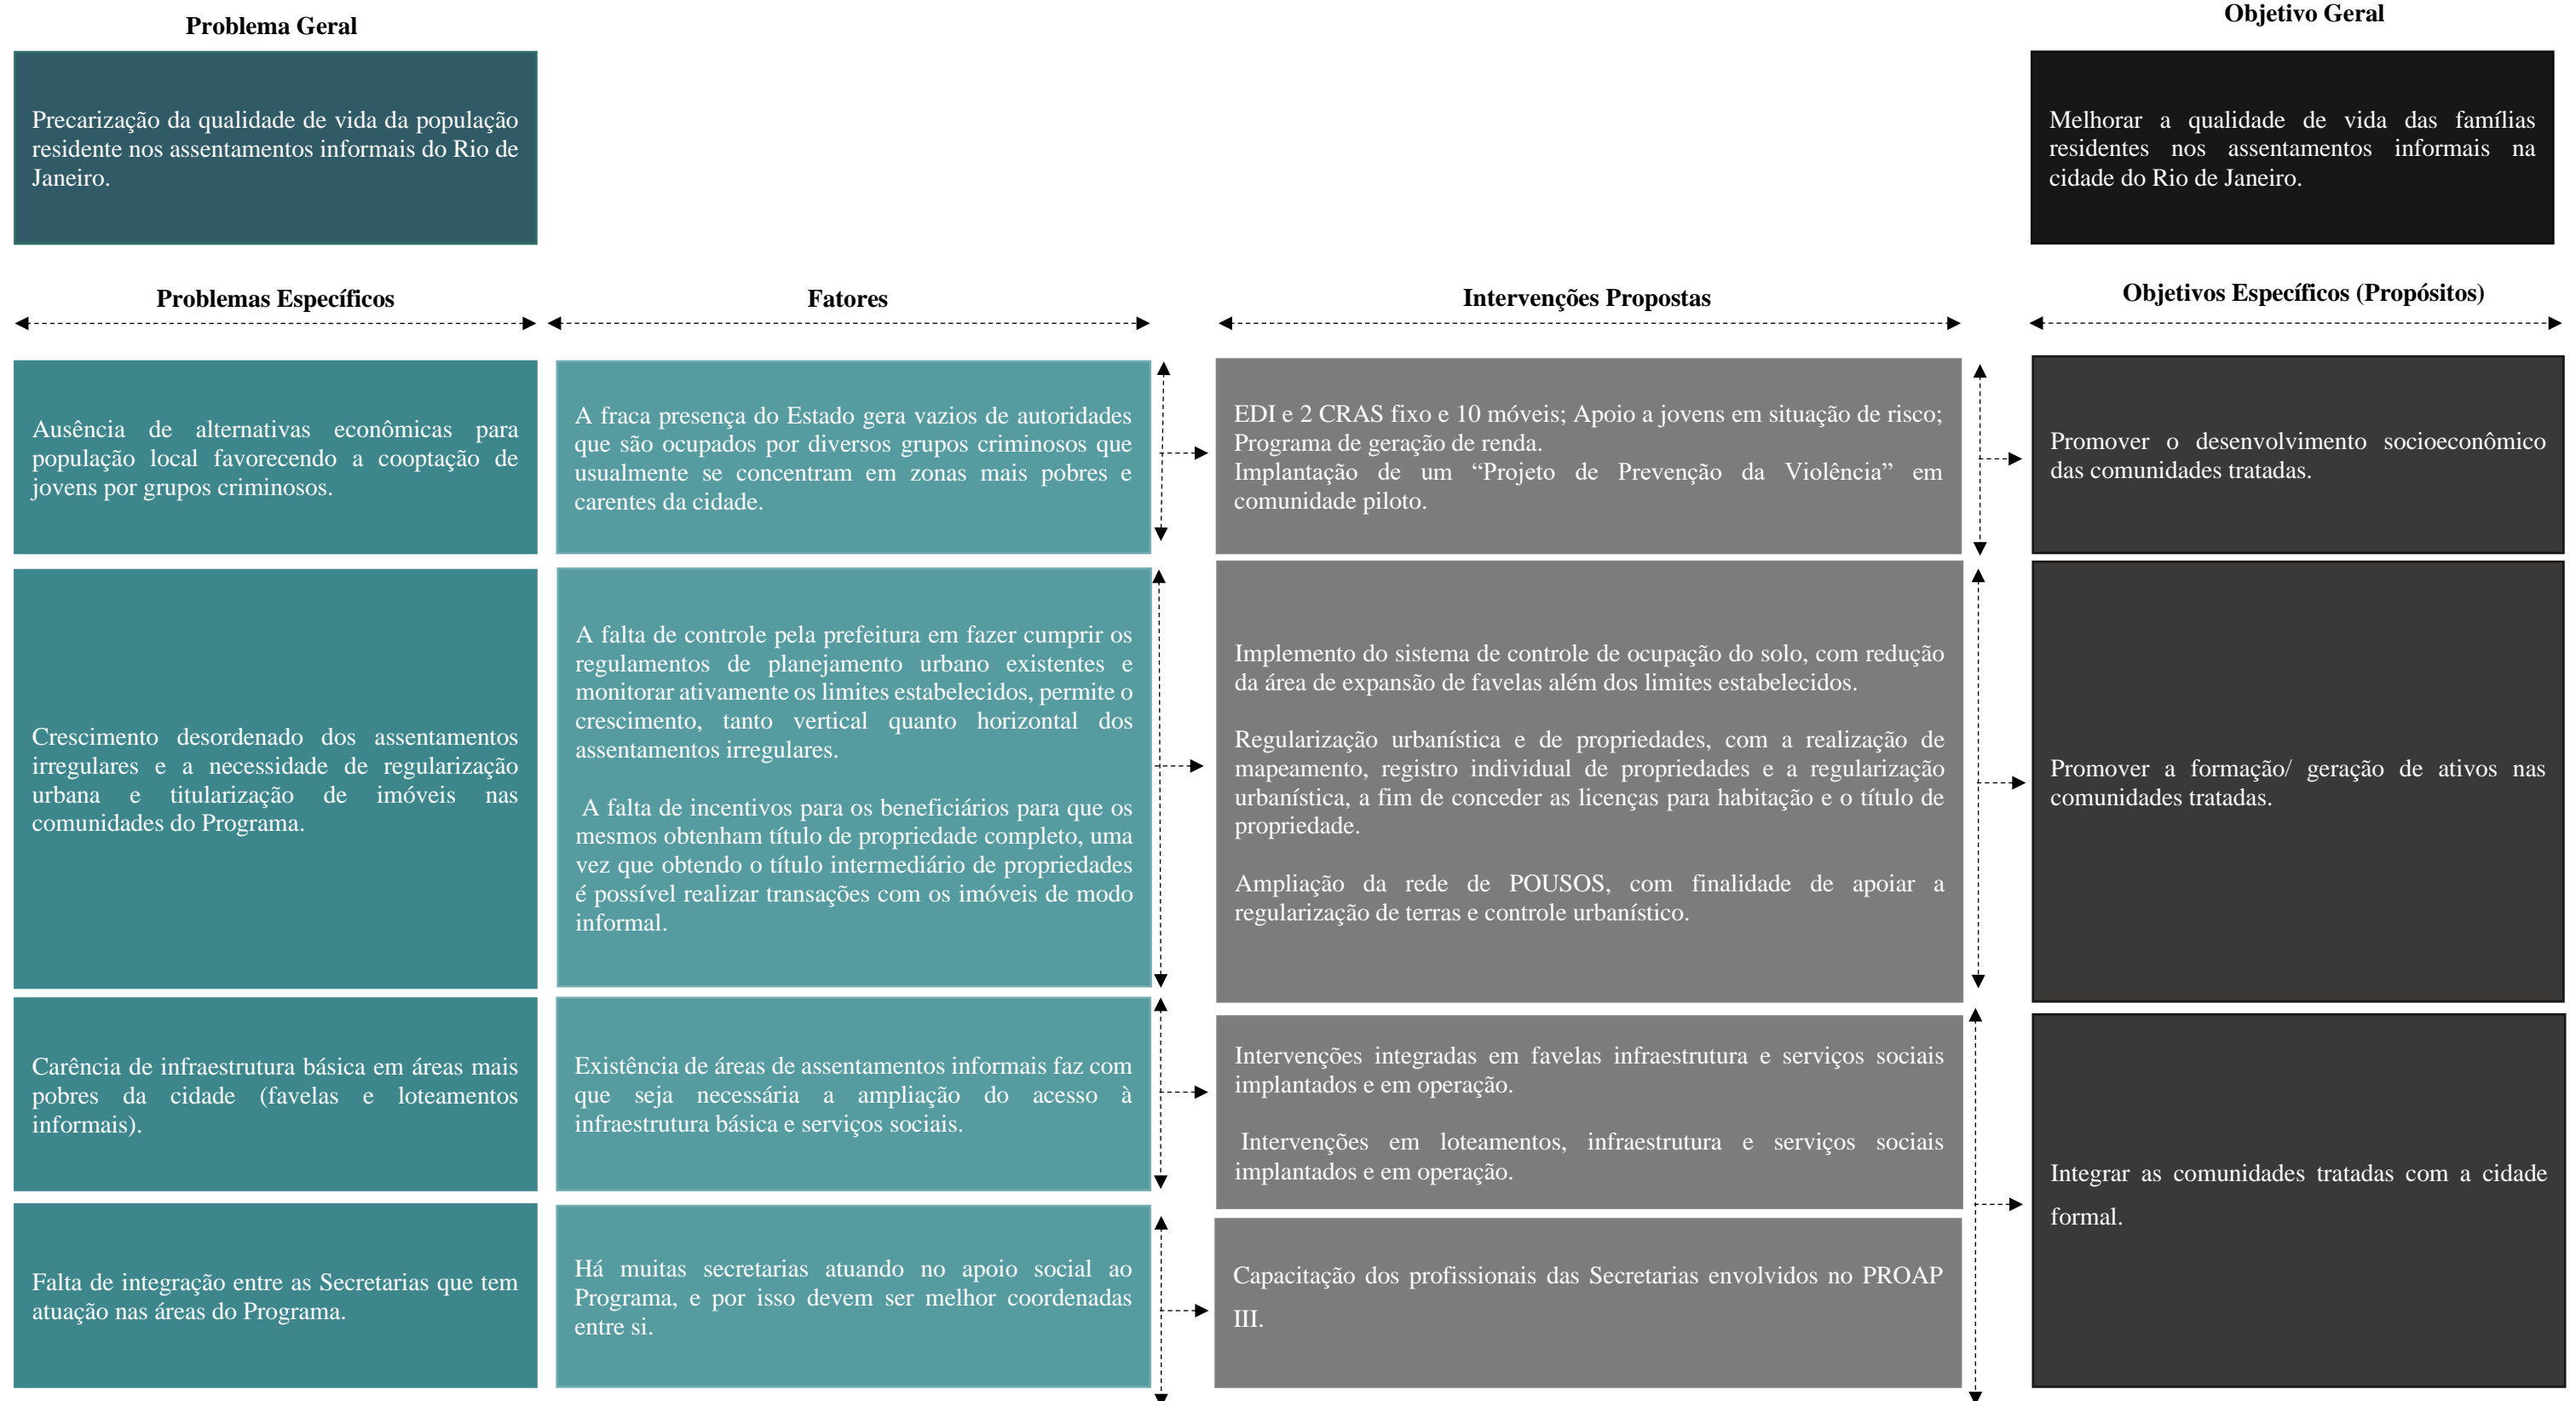 Problema Geral
Objetivo Geral
Precarização da qualidade de vida da população
residente nos assentamentos informais do Rio de
Janeiro.
Melhorar a qualidade de vida das famílias
residentes nos assentamentos informais na
cidade do Rio de Janeiro.
Problemas Específicos
Fatores
Intervenções Propostas
Objetivos Específicos (Propósitos)
Ausência de alternativas econômicas para
população local favorecendo a cooptação de
jovens por grupos criminosos.
A fraca presença do Estado gera vazios de autoridades
que são ocupados por diversos grupos criminosos que
usualmente se concentram em zonas mais pobres e
carentes da cidade.
EDI e 2 CRAS fixo e 10 móveis; Apoio a jovens em situação de risco;
Programa de geração de renda.
Implantação de um “Projeto de Prevenção da Violência” em
comunidade piloto.
Promover o desenvolvimento socioeconômico
das comunidades tratadas.
Crescimento desordenado dos assentamentos
irregulares e a necessidade de regularização
urbana e titularização de imóveis nas
comunidades do Programa.
A falta de controle pela prefeitura em fazer cumprir os
regulamentos de planejamento urbano existentes e
monitorar ativamente os limites estabelecidos, permite o
crescimento, tanto vertical quanto horizontal dos
assentamentos irregulares.
A falta de incentivos para os beneficiários para que os
mesmos obtenham título de propriedade completo, uma
vez que obtendo o título intermediário de propriedades
é possível realizar transações com os imóveis de modo
informal.
Implemento do sistema de controle de ocupação do solo, com redução
da área de expansão de favelas além dos limites estabelecidos.
Regularização urbanística e de propriedades, com a realização de
mapeamento, registro individual de propriedades e a regularização
urbanística, a fim de conceder as licenças para habitação e o título de
propriedade.
Ampliação da rede de POUSOS, com finalidade de apoiar a
regularização de terras e controle urbanístico.
Promover a formação/ geração de ativos nas
comunidades tratadas.
Carência de infraestrutura básica em áreas mais
pobres da cidade (favelas e loteamentos
informais).
Existência de áreas de assentamentos informais faz com
que seja necessária a ampliação do acesso à
infraestrutura básica e serviços sociais.
Intervenções integradas em favelas infraestrutura e serviços sociais
implantados e em operação.
Intervenções em loteamentos, infraestrutura e serviços sociais
implantados e em operação.
Integrar as comunidades tratadas com a cidade
formal.
Falta de integração entre as Secretarias que tem
atuação nas áreas do Programa.
Há muitas secretarias atuando no apoio social ao
Programa, e por isso devem ser melhor coordenadas
entre si.
Capacitação dos profissionais das Secretarias envolvidos no PROAP
III.